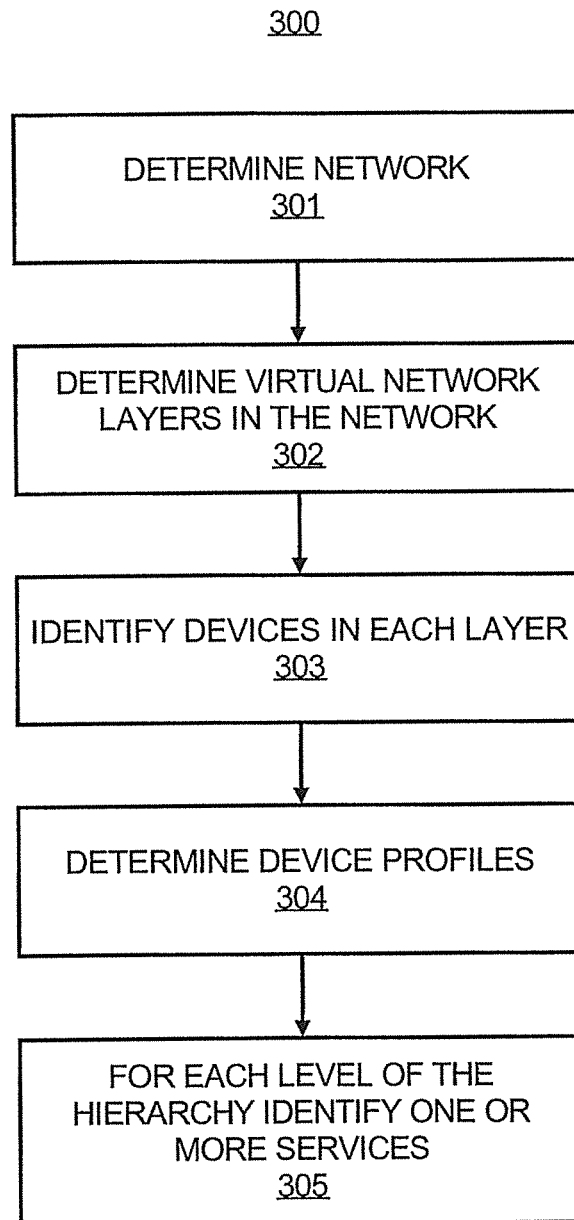 300
DETERMINE NETWORK
301
DETERMINE VIRTUAL NETWORK
LAYERS IN THE NETWORK
302
IDENTIFY DEVICES IN EACH LAYER
303
DETERMINE DEVICE PROFILES
304
FOR EACH LEVEL OF THE
HIERARCHY IDENTIFY ONE OR
MORE SERVICES
305